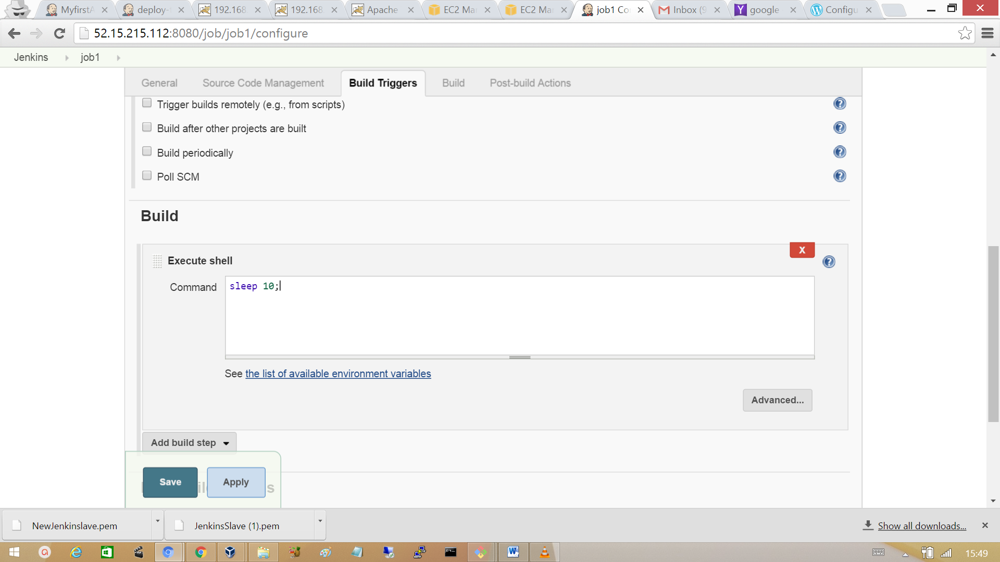 MyfirstA
deploy-
192.168
192.168
Apache
EC2 Ma
EC2 Ma
job1 Co
Inbox (9
google
Configu
52.15.215.112:8080/job/job1/configure
Jenkins job1
General Source Code Management Build Triggers Build Post-build Actions
Trigger builds remotely (e.g., from scripts)
Build after other projects are built
Build periodically
Poll SCM
Build
X
Execute shell
Command
sleep 10;
See the list of available environment variables
Advanced...
Add build step
Save Apply
NewJenkinslave.pem JenkinsSlave (1).pem Show all downloads...
15:49